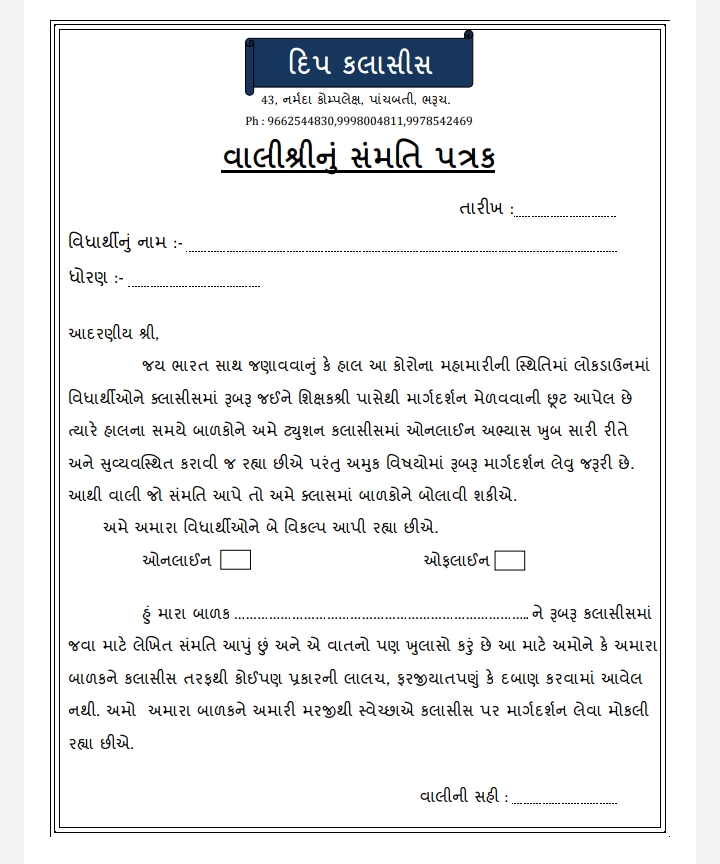 દિપ કલાસીસ
43, નર્મદા કોમ્પલેક્ષ, પાંચબતી, ભરૂચ.
Ph : 9662544830,9998004811,9978542469
વાલીશ્રીનું સંમતિ પત્રક
તારીખ :
વિધાર્થીનું નામ :-
ધોરણ :-
આદરણીય શ્રી,
જય ભારત સાથ જણાવવાનું કે હાલ આ કોરોના મહામારીની સ્થિતિમાં લોકડાઉનમાં
વિધાર્થીઓને ક્લાસીસમાં રૂબરૂ જઈને શિક્ષકશ્રી પાસેથી માર્ગદર્શન મેળવવાની છૂટ આપેલ છે
ત્યારે હાલના સમયે બાળકોને અમે ટ્યુશન કલાસીસમાં ઓનલાઈન અભ્યાસ ખુબ સારી રીતે
અને સુવ્યવસ્થિત કરાવી જ રહ્યા છીએ પરંતુ અમુક વિષયોમાં રૂબરૂ માર્ગદર્શન લેવુ જરૂરી છે.
આથી વાલી જો સંમતિ આપે તો અમે ક્લાસમાં બાળકોને બોલાવી શકીએ.
અમે અમારા વિધાર્થીઓને બે વિકલ્પ આપી રહ્યા છીએ.
ઓનલાઈન ઓફલાઈન
હું મારા બાળક ........................................................................... ને રૂબરૂ કલાસીસમાં
જવા માટે લેખિત સંમતિ આપું છું અને એ વાતનો પણ ખુલાસો કરું છે આ માટે અમોને કે અમારા
બાળકને કલાસીસ તરફથી કોઈપણ પ્રકારની લાલચ, ફરજીયાતપણું કે દબાણ કરવામાં આવેલ
નથી. અમો અમારા બાળકને અમારી મરજીથી સ્વેચ્છાએ કલાસીસ પર માર્ગદર્શન લેવા મોકલી
રહ્યા છીએ.
વાલીની સહી :